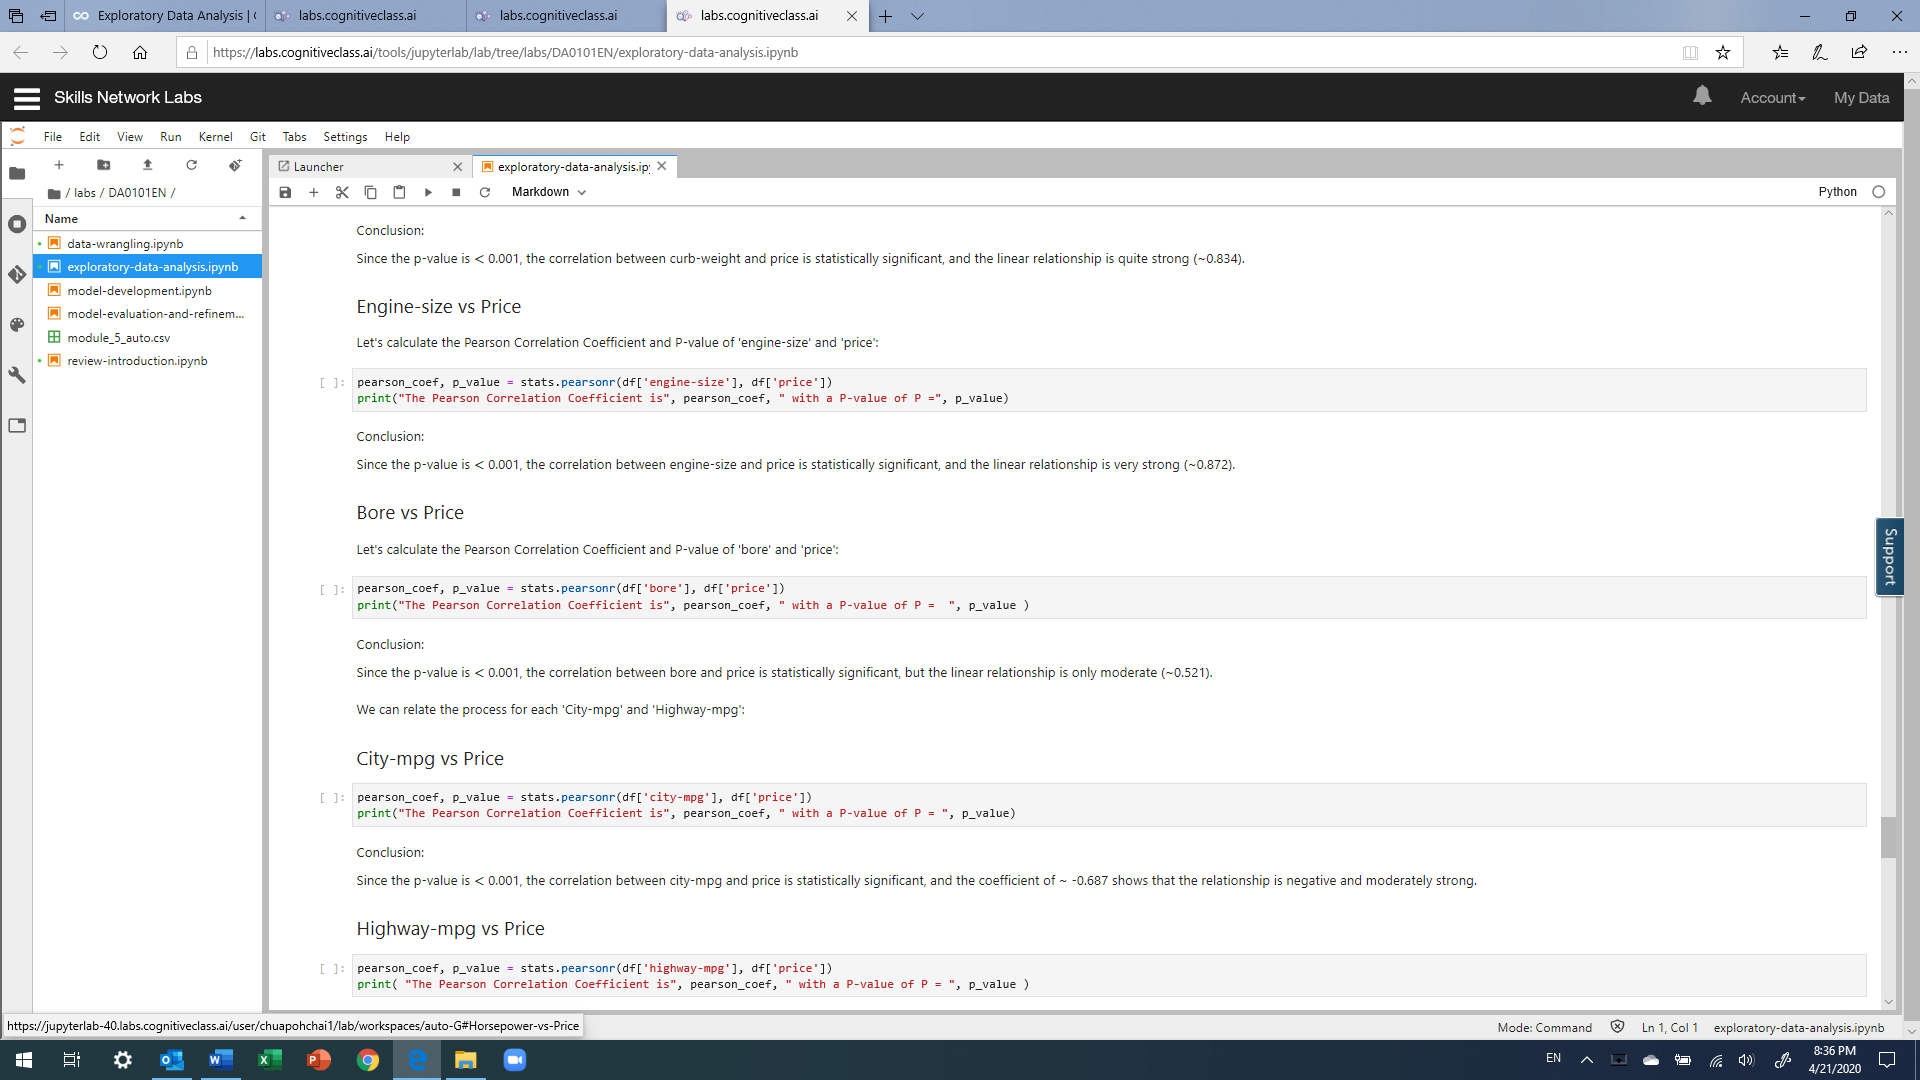 Exploratory Data Analysis |
labs.cognitiveclass.ai
labs.cognitiveclass.ai
labs.cognitiveclass.ai
https://labs.cognitiveclass.ai/tools/jupyterlab/lab/tree/labs/DA0101EN/exploratory-data-analysis.ipynb
Skills Network Labs
Account
My Data
File Edit View Run Kernel Git Tabs Settings Help
Launcher
exploratory-data-analysis.ip
/ labs / DA0101EN /
Markdown
Python
Name
data-wrangling.ipynb
exploratory-data-analysis.ipynb
model-development.ipynb
model-evaluation-and-refinem...
module_5_auto.csv
review-introduction.ipynb
Conclusion:
Since the p-value is < 0.001, the correlation between curb-weight and price is statistically significant, and the linear relationship is quite strong (~0.834).
Engine-size vs Price
Let's calculate the Pearson Correlation Coefficient and P-value of 'engine-size' and 'price':
[ ]: pearson_coef, p_value = stats.pearsonr(df['engine-size'], df['price'])
print("The Pearson Correlation Coefficient is", pearson_coef, " with a P-value of P =", p_value)
Conclusion:
Since the p-value is < 0.001, the correlation between engine-size and price is statistically significant, and the linear relationship is very strong (~0.872).
Bore vs Price
Let's calculate the Pearson Correlation Coefficient and P-value of 'bore' and 'price':
[ ]: pearson_coef, p_value = stats.pearsonr(df['bore'], df['price'])
print("The Pearson Correlation Coefficient is", pearson_coef, " with a P-value of P =  ", p_value )
Conclusion:
Since the p-value is < 0.001, the correlation between bore and price is statistically significant, but the linear relationship is only moderate (~0.521).
We can relate the process for each 'City-mpg' and 'Highway-mpg':
City-mpg vs Price
[ ]: pearson_coef, p_value = stats.pearsonr(df['city-mpg'], df['price'])
print("The Pearson Correlation Coefficient is", pearson_coef, " with a P-value of P = ", p_value)
Conclusion:
Since the p-value is < 0.001, the correlation between city-mpg and price is statistically significant, and the coefficient of ~ -0.687 shows that the relationship is negative and moderately strong.
Highway-mpg vs Price
[ ]: pearson_coef, p_value = stats.pearsonr(df['highway-mpg'], df['price'])
print( "The Pearson Correlation Coefficient is", pearson_coef, " with a P-value of P = ", p_value )
Support
https://jupyterlab-40.labs.cognitiveclass.ai/user/chuapohchai1/lab/workspaces/auto-G#Horsepower-vs-Price
Mode: Command
Ln 1, Col 1
exploratory-data-analysis.ipynb
EN
8:36 PM
4/21/2020